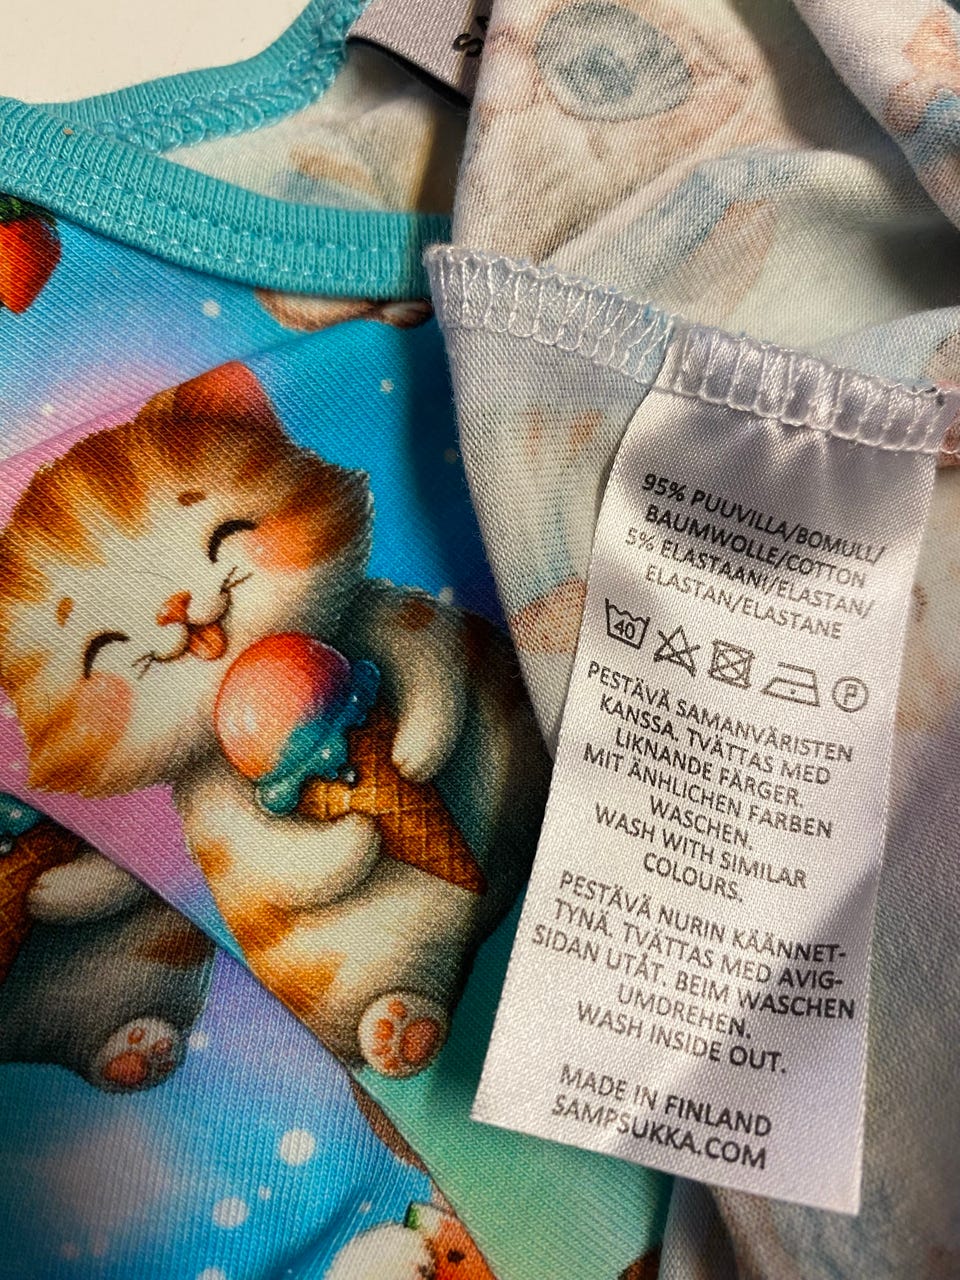 95% PUUVILLA/BOMULL/
BAUMWOLLE/COTTON
5% ELASTAANI/ELASTAN/
ELASTAN/ELASTANE
40 P
PESTÄVÄ SAMANVÄRISTEN
KANSSA. TVÄTTAS MED
LIKNANDE FÄRGER.
MIT ÄNHLICHEN FARBEN
WASCHEN.
WASH WITH SIMILAR
COLOURS.
PESTÄVÄ NURIN KÄÄNNET-
TYNÄ. TVÄTTAS MED AVIG-
SIDAN UTÅT. BEIM WASCHEN
UMDREHEN.
WASH INSIDE OUT.
MADE IN FINLAND
SAMPSUKKA.COM